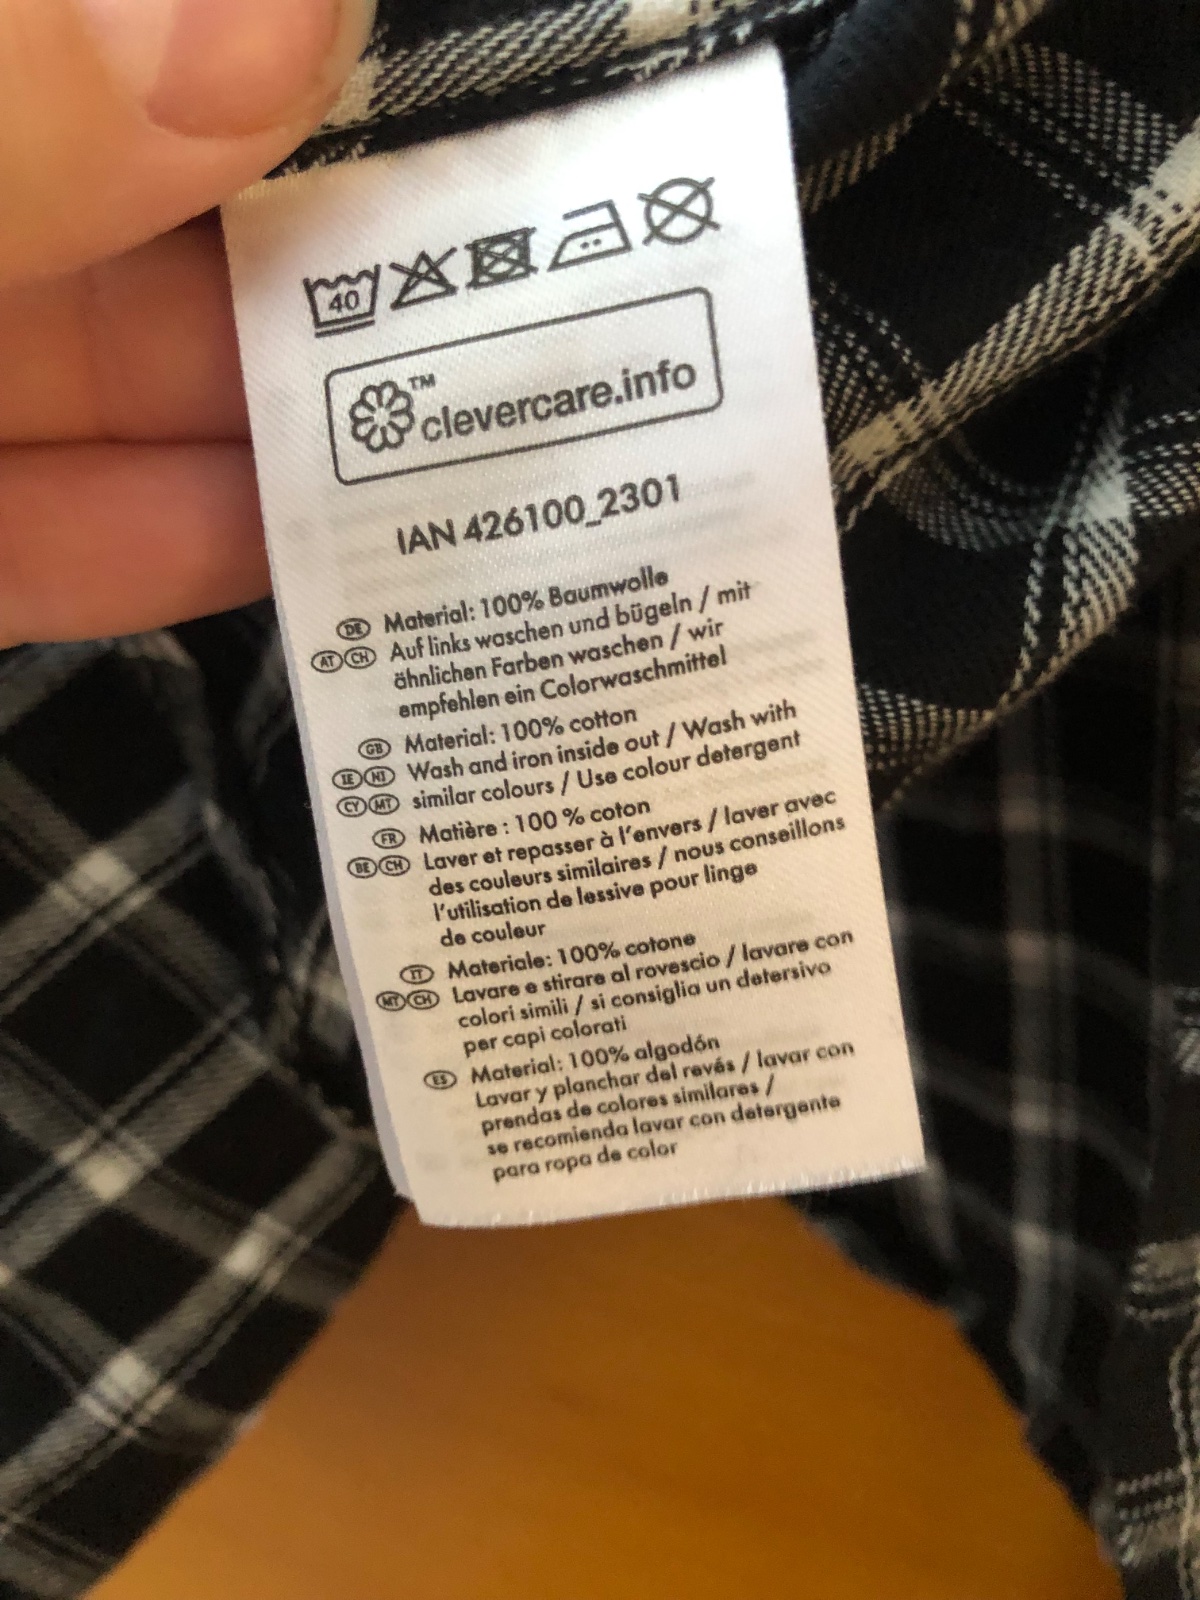 40
™
clevercare.info
IAN 426100_2301
DE Material: 100% Baumwolle
AT CH Auf links waschen und bügeln / mit
ähnlichen Farben waschen / wir
empfehlen ein Colorwaschmittel
GB Material: 100% cotton
IE NI Wash and iron inside out / Wash with
CY MT similar colours / Use colour detergent
FR Matière : 100 % coton
BE CH Laver et repasser à l'envers / laver avec
des couleurs similaires / nous conseillons
l'utilisation de lessive pour linge
de couleur
IT Materiale: 100% cotone
MT CH Lavare e stirare al rovescio / lavare con
colori simili / si consiglia un detersivo
per capi colorati
ES Material: 100% algodón
Lavar y planchar del revés / lavar con
prendas de colores similares /
se recomienda lavar con detergente
para ropa de color